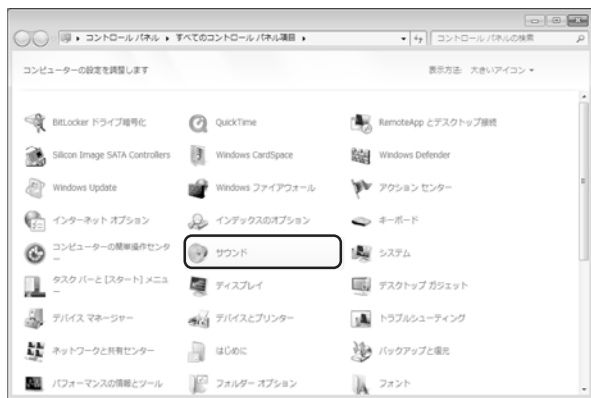 コントロール パネル ▸ すべてのコントロール パネル項目 ▸
コントロール パネルの検索
コンピューターの設定を調整します
表示方法: 大きいアイコン
BitLocker ドライブ暗号化
QuickTime
RemoteApp とデスクトップ接続
Silicon Image SATA Controllers
Windows CardSpace
Windows Defender
Windows Update
Windows ファイアウォール
アクション センター
インターネット オプション
インデックスのオプション
キーボード
コンピューターの簡単操作センタ
ー
サウンド
システム
タスク バーと [スタート] メニュ
ー
ディスプレイ
デスクトップ ガジェット
デバイス マネージャー
デバイスとプリンター
トラブルシューティング
ネットワークと共有センター
はじめに
バックアップと復元
パフォーマンスの情報とツール
フォルダー オプション
フォント